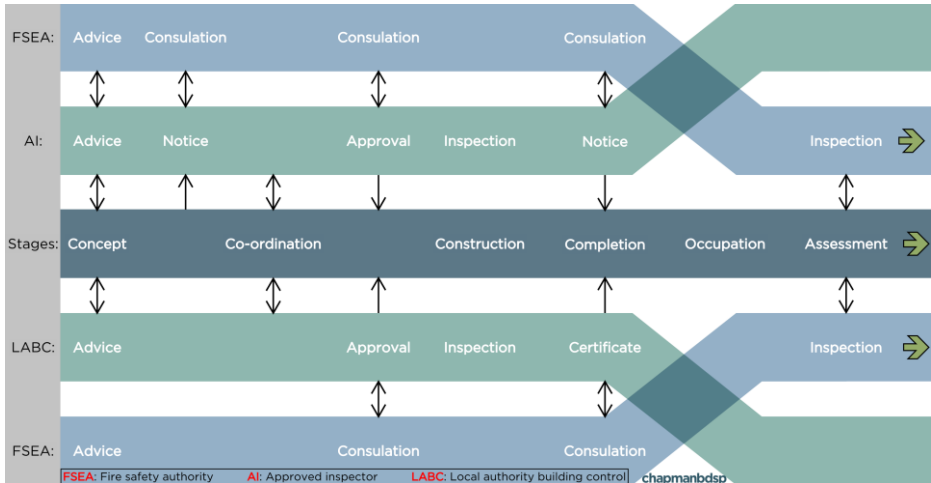 FSEA: Advice Consulation Consulation Consulation
AI: Advice Notice Approval Inspection Notice Inspection
Stages: Concept Co-ordination Construction Completion Occupation Assessment
LABC: Advice Approval Inspection Certificate Inspection
FSEA: Advice Consulation Consulation
FSEA: Fire safety authority AI: Approved inspector LABC: Local authority building control chapmanbdsp